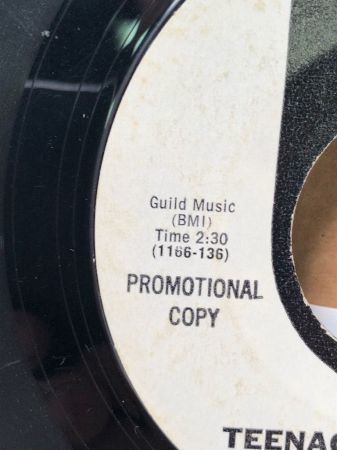 Guild Music
(BMI)
Time 2:30
(1166-136)
PROMOTIONAL
COPY